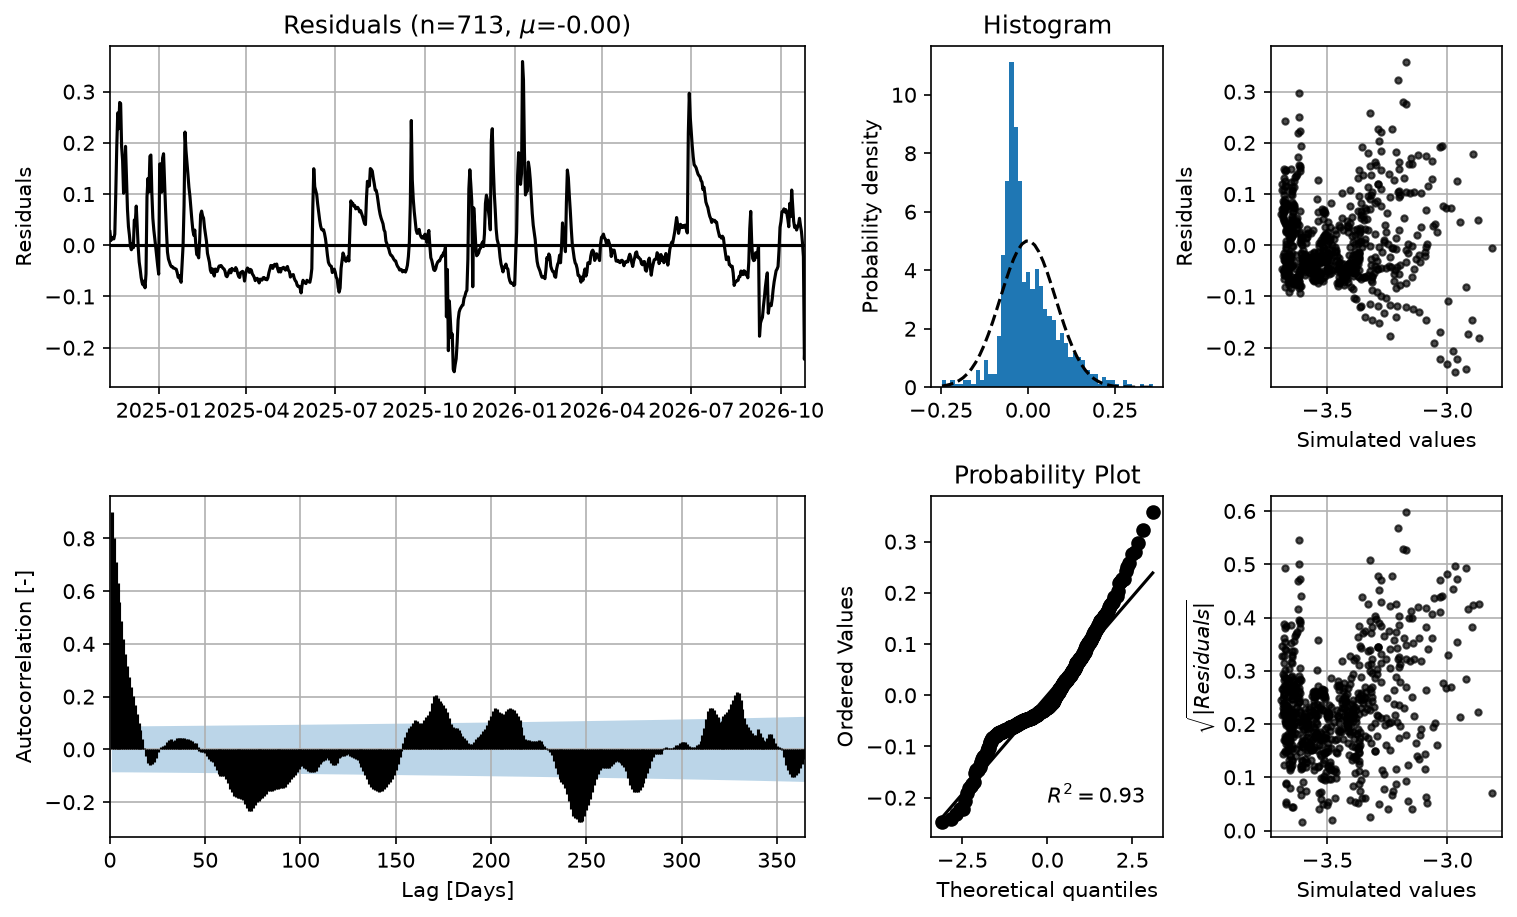 Residuals (n=713, μ=-0.00)
Residuals
0.3
0.2
0.1
0.0
−0.1
−0.2
2025-01 2025-04 2025-07 2025-10 2026-01 2026-04 2026-07 2026-10
Histogram
Probability density
10
8
6
4
2
0
−0.25 0.00 0.25
Residuals
0.3
0.2
0.1
0.0
−0.1
−0.2
−3.5 −3.0
Simulated values
Autocorrelation [-]
0.8
0.6
0.4
0.2
0.0
−0.2
0 50 100 150 200 250 300 350
Lag [Days]
Probability Plot
Ordered Values
0.3
0.2
0.1
0.0
−0.1
−0.2
R² = 0.93
−2.5 0.0 2.5
Theoretical quantiles
√|Residuals|
0.6
0.5
0.4
0.3
0.2
0.1
0.0
−3.5 −3.0
Simulated values